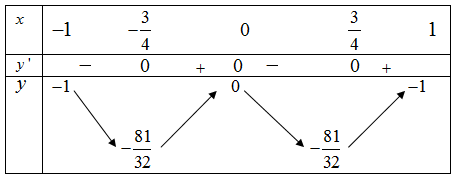 x −1 −3/4 0 3/4 1
y' − 0 + 0 − 0 + 
y −1 0 −1
−81/32 −81/32